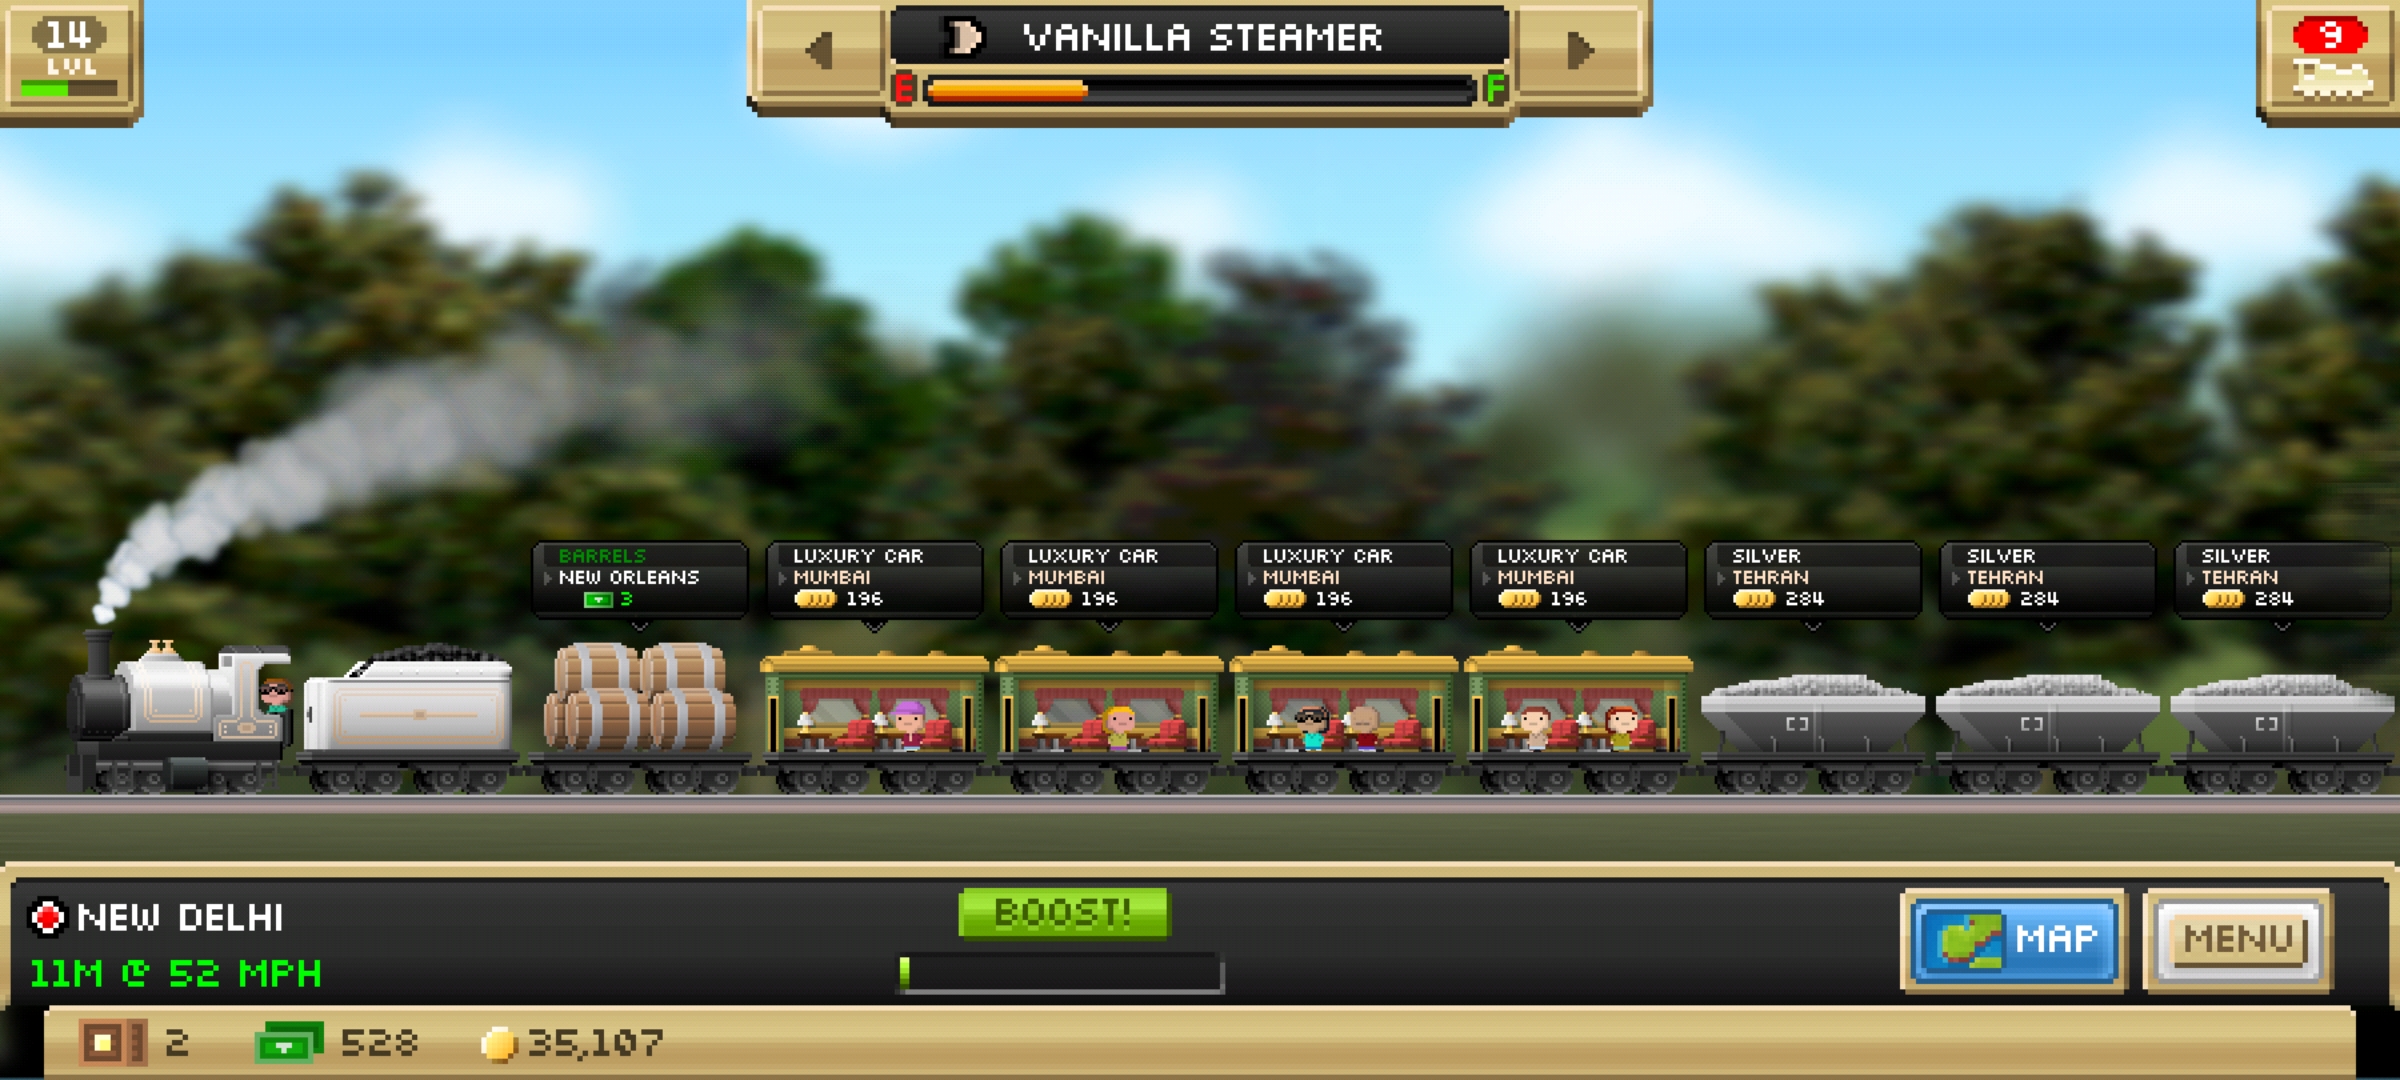 14
LVL
VANILLA STEAMER
E F
9
BARRELS
NEW ORLEANS
3
LUXURY CAR
MUMBAI
196
LUXURY CAR
MUMBAI
196
LUXURY CAR
MUMBAI
196
LUXURY CAR
MUMBAI
196
SILVER
TEHRAN
284
SILVER
TEHRAN
284
SILVER
TEHRAN
284
NEW DELHI
11M @ 52 MPH
BOOST!
MAP
MENU
2
528
35,107